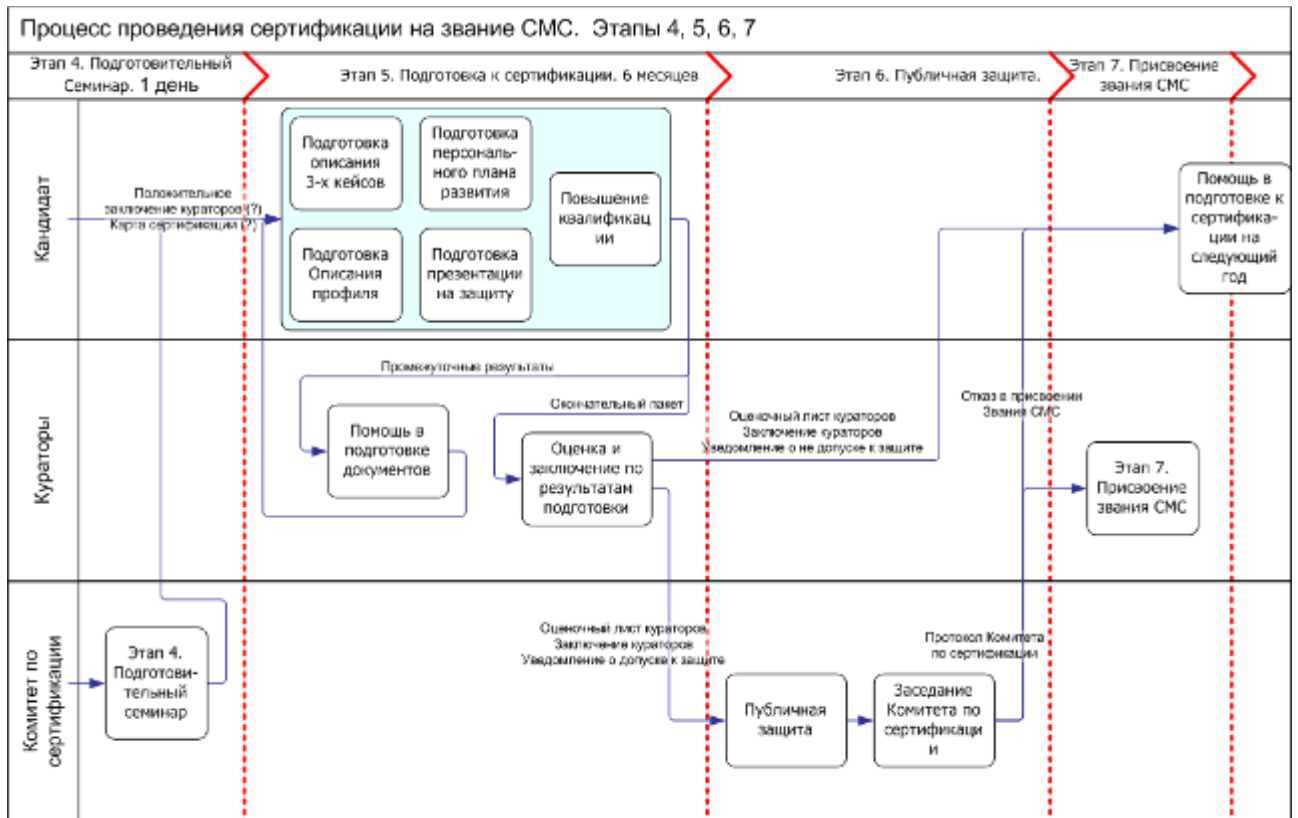 Процесс проведения сертификации на звание СМС. Этапы 4, 5, 6, 7
Этап 4. Подготовительный
Семинар. 1 день
Этап 5. Подготовка к сертификации. 6 месяцев
Этап 6. Публичная защита.
Этап 7. Присвоение
звания СМС
Кандидат
Положительное
заключение кураторов (?)
Карта сертификации (?)
Подготовка
описания
3-х кейсов
Подготовка
персональ-
ного плана
развития
Повышение
квалификац
ии
Подготовка
Описания
профиля
Подготовка
презентации
на защиту
Помощь в
подготовке к
сертифика-
ции на
следующий
год
Кураторы
Промежуточные результаты
Окончательный пакет
Помощь в
подготовке
документов
Оценка и
заключение по
результатам
подготовки
Оценочный лист кураторов
Заключение кураторов
Уведомление о не допуске к защите
Отказ в присвоении
Звания СМС
Этап 7.
Присвоение
звания СМС
Комитет по
сертификации
Этап 4.
Подготови-
тельный
семинар
Оценочный лист кураторов
Заключение кураторов
Уведомление о допуске к защите
Протокол Комитета
по сертификации
Публичная
защита
Заседание
Комитета по
сертификаци
и